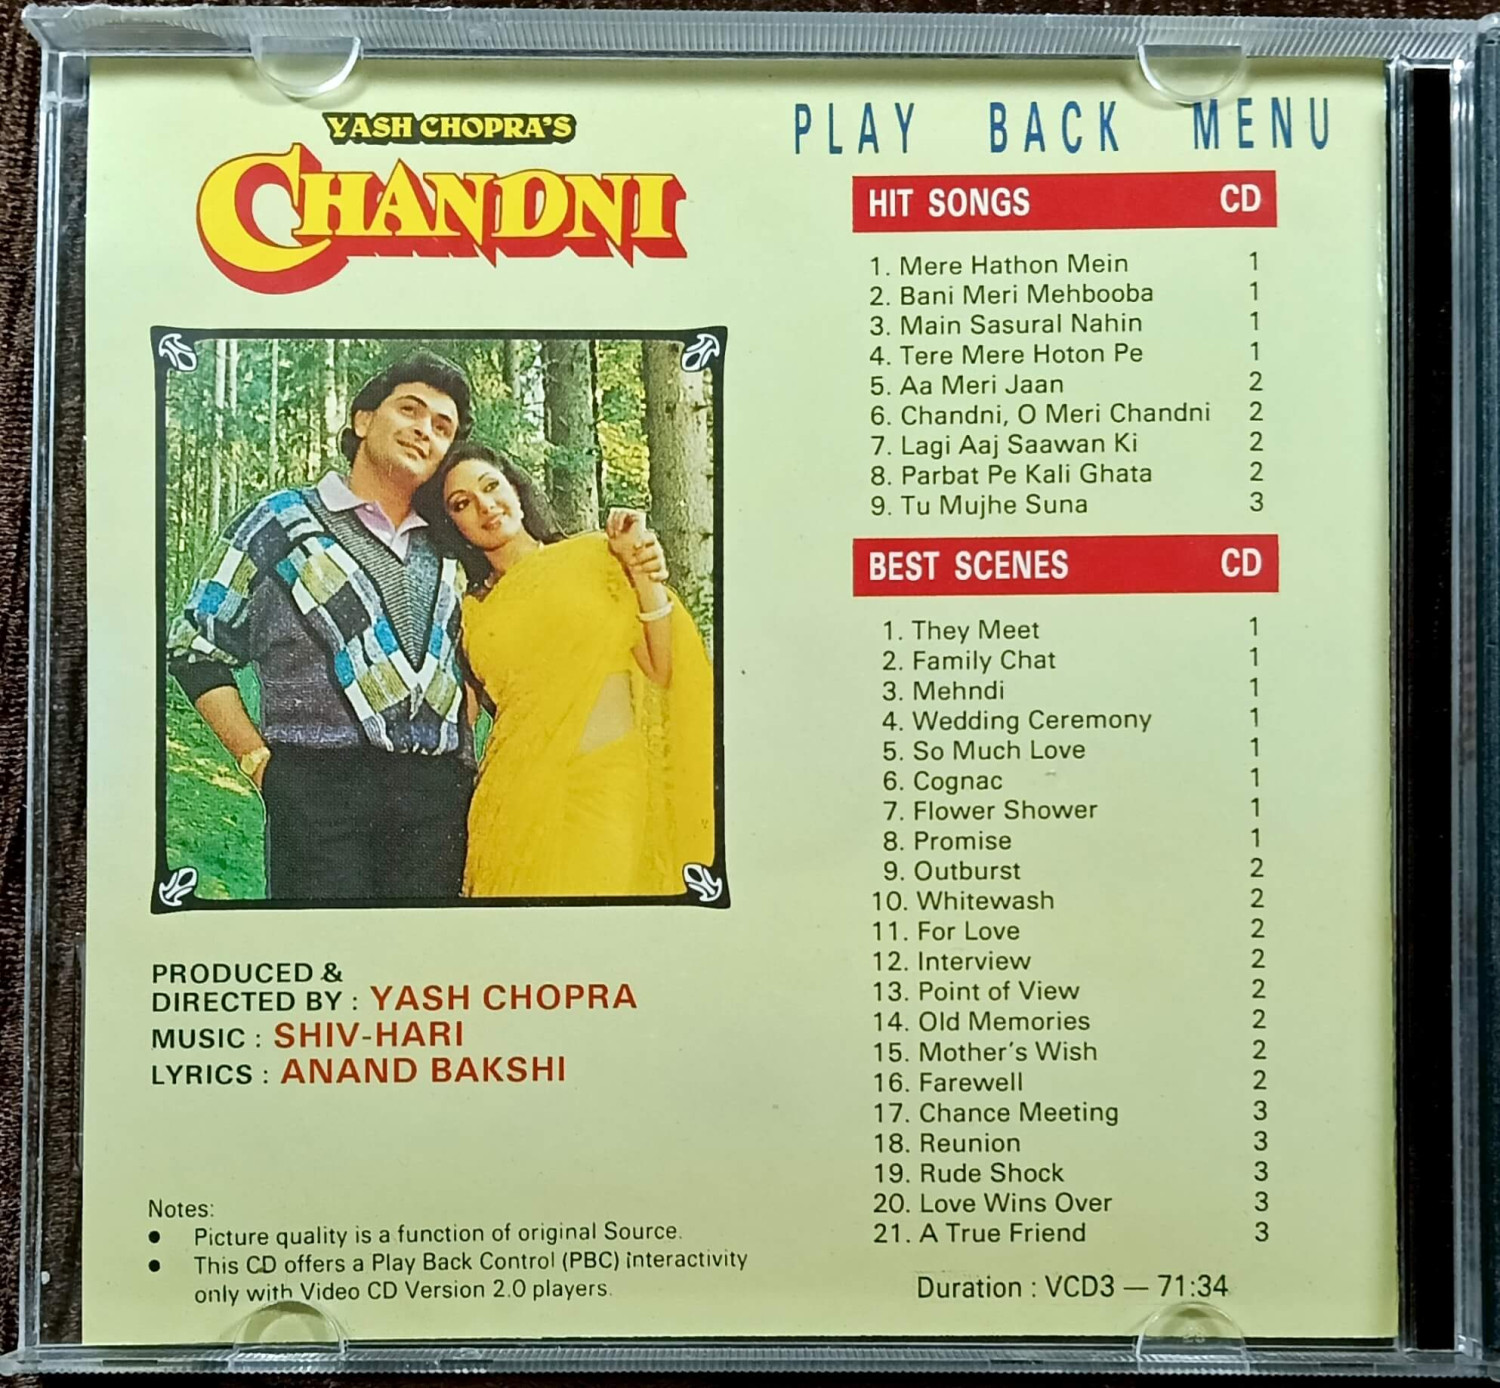 YASH CHOPRA'S
CHANDNI
PRODUCED &
DIRECTED BY : YASH CHOPRA
MUSIC : SHIV-HARI
LYRICS : ANAND BAKSHI
Notes:
● Picture quality is a function of original Source.
● This CD offers a Play Back Control (PBC) interactivity
only with Video CD Version 2.0 players.
PLAY BACK MENU
HIT SONGS CD
1. Mere Hathon Mein 1
2. Bani Meri Mehbooba 1
3. Main Sasural Nahin 1
4. Tere Mere Hoton Pe 1
5. Aa Meri Jaan 2
6. Chandni, O Meri Chandni 2
7. Lagi Aaj Saawan Ki 2
8. Parbat Pe Kali Ghata 2
9. Tu Mujhe Suna 3
BEST SCENES CD
1. They Meet 1
2. Family Chat 1
3. Mehndi 1
4. Wedding Ceremony 1
5. So Much Love 1
6. Cognac 1
7. Flower Shower 1
8. Promise 1
9. Outburst 2
10. Whitewash 2
11. For Love 2
12. Interview 2
13. Point of View 2
14. Old Memories 2
15. Mother's Wish 2
16. Farewell 2
17. Chance Meeting 3
18. Reunion 3
19. Rude Shock 3
20. Love Wins Over 3
21. A True Friend 3
Duration : VCD3 — 71:34